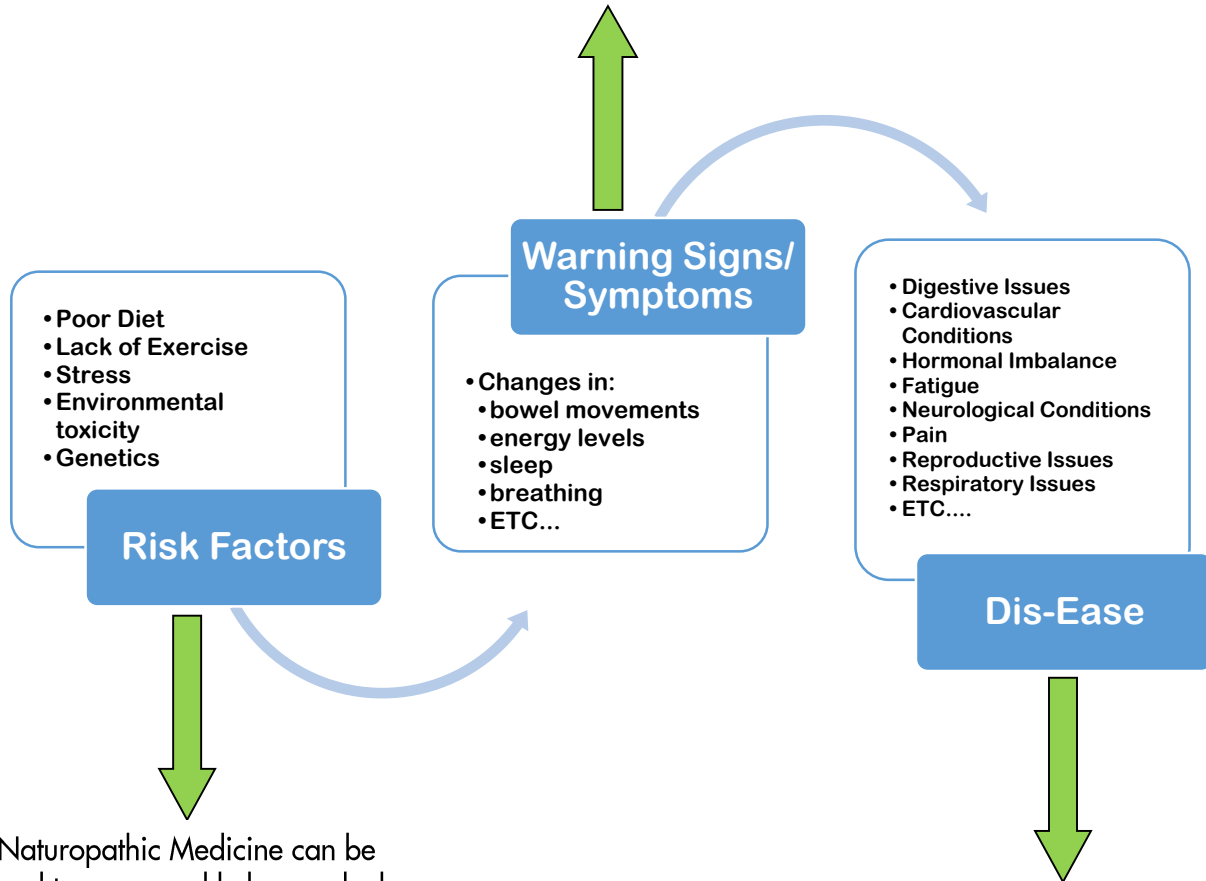 • Poor Diet
• Lack of Exercise
• Stress
• Environmental
toxicity
• Genetics
Risk Factors
Warning Signs/
Symptoms
• Changes in:
• bowel movements
• energy levels
• sleep
• breathing
• ETC...
• Digestive Issues
• Cardiovascular
Conditions
• Hormonal Imbalance
• Fatigue
• Neurological Conditions
• Pain
• Reproductive Issues
• Respiratory Issues
• ETC....
Dis-Ease
Naturopathic Medicine can be